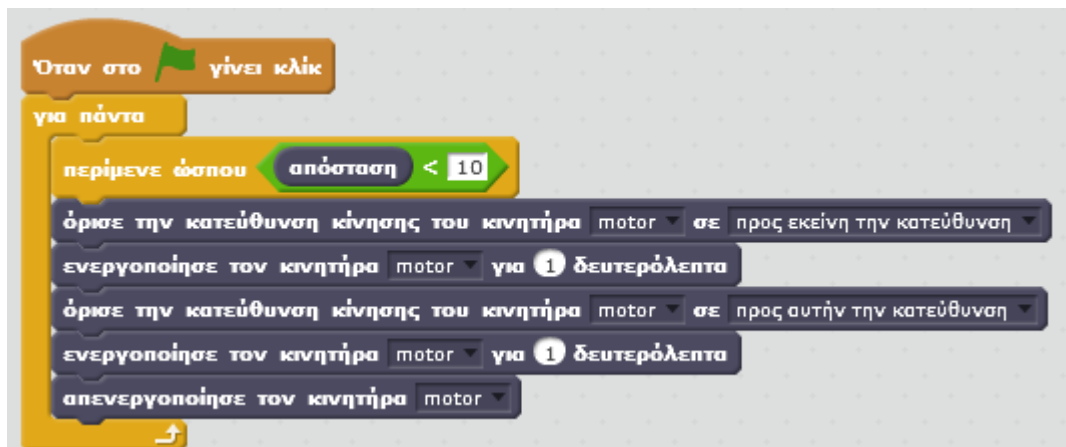 Όταν στο γίνει κλίκ
για πάντα
περίμενε ώσπου απόσταση < 10
όρισε την κατεύθυνση κίνησης του κινητήρα motor σε προς εκείνη την κατεύθυνση
ενεργοποίησε τον κινητήρα motor για 1 δευτερόλεπτα
όρισε την κατεύθυνση κίνησης του κινητήρα motor σε προς αυτήν την κατεύθυνση
ενεργοποίησε τον κινητήρα motor για 1 δευτερόλεπτα
απενεργοποίησε τον κινητήρα motor